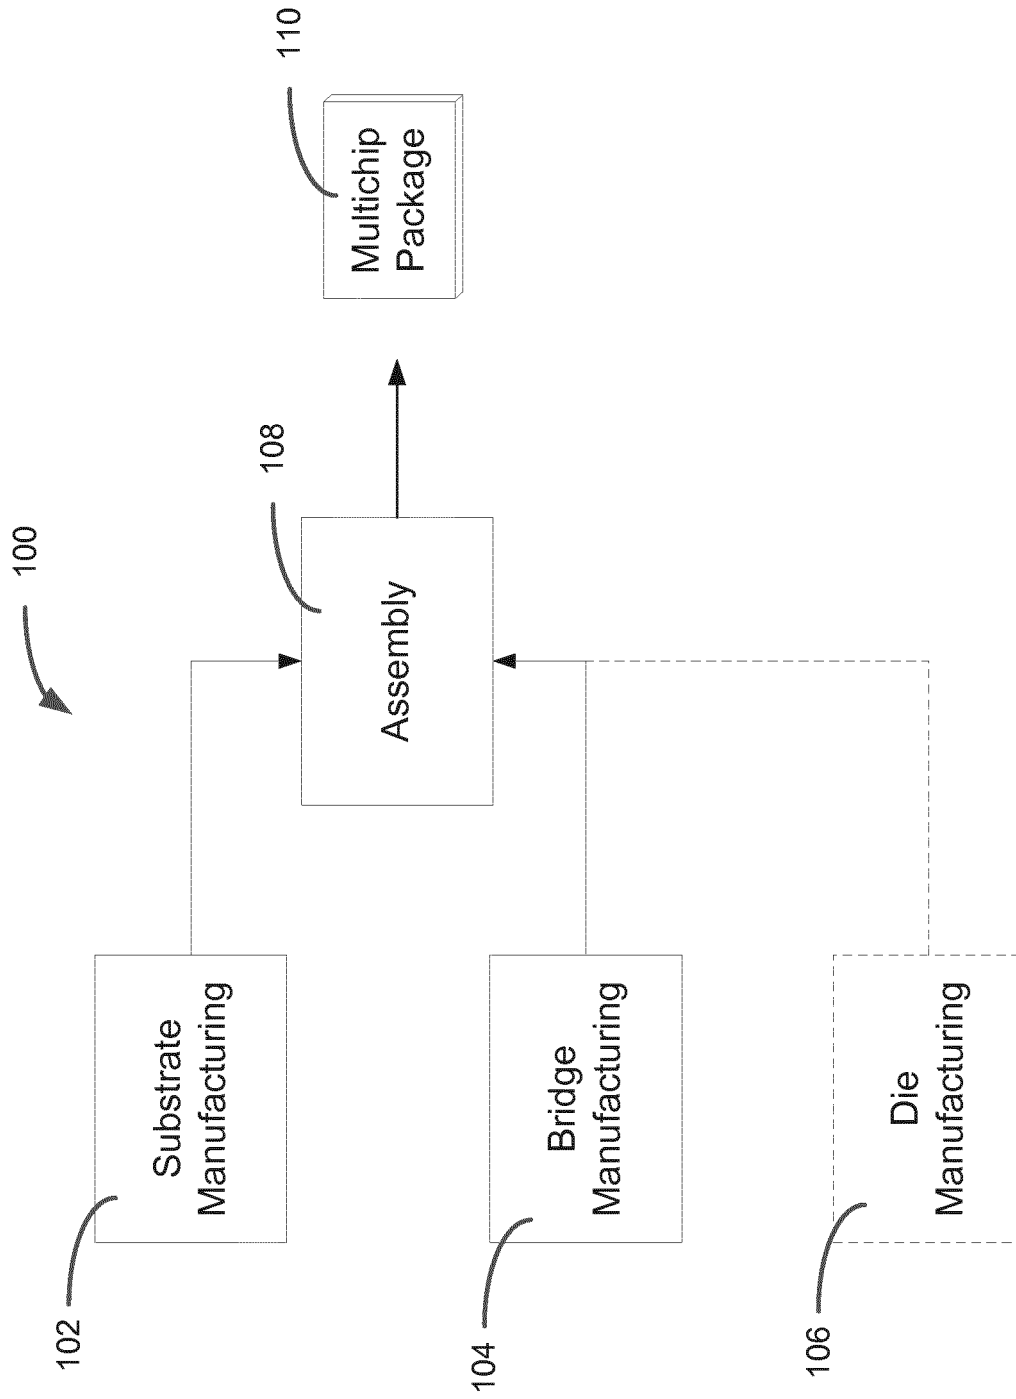 100
102
Substrate
Manufacturing
104
Bridge
Manufacturing
106
Die
Manufacturing
108
Assembly
110
Multichip
Package